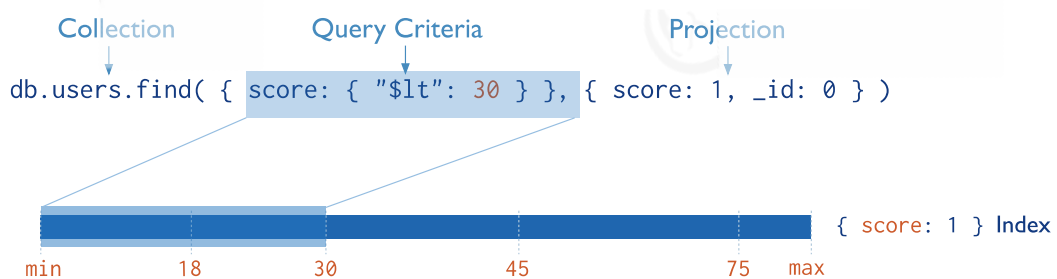 Collection Query Criteria Projection
db.users.find( { score: { "$lt": 30 } }, { score: 1, _id: 0 } )
{ score: 1 } Index
min 18 30 45 75 max